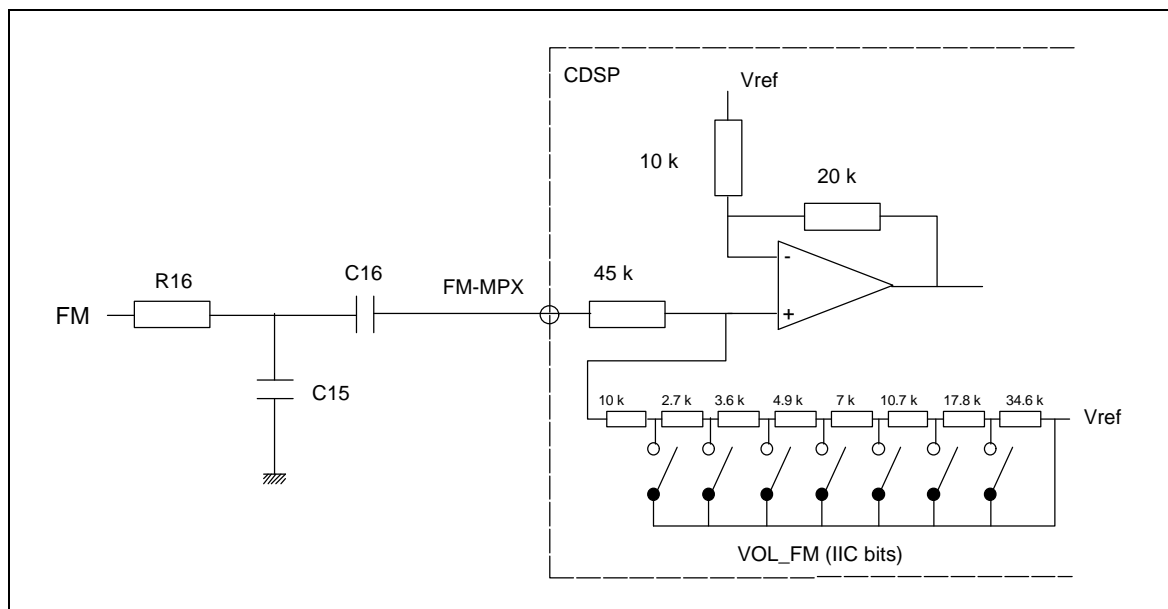 CDSP
Vref
10 k
20 k
R16
C16
FM-MPX
45 k
-
FM
+
C15
10 k 2.7 k 3.6 k 4.9 k 7 k 10.7 k 17.8 k 34.6 k
Vref
VOL_FM (IIC bits)